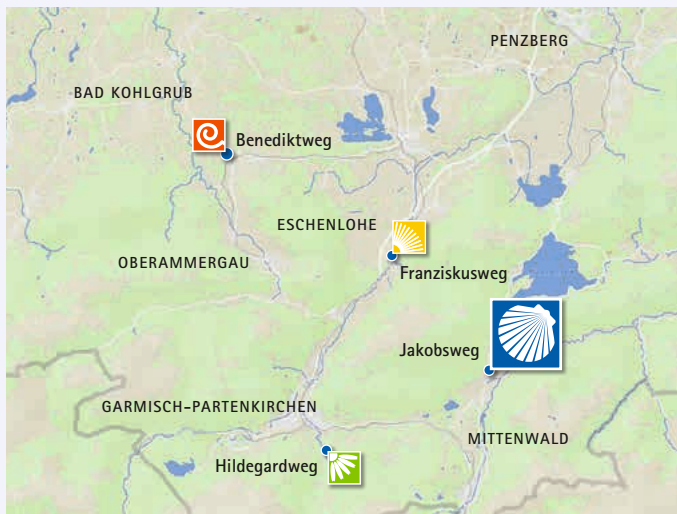 PENZBERG
BAD KOHLGRUB
Benediktweg
ESCHENLOHE
OBERAMMERGAU
Franziskusweg
Jakobsweg
GARMISCH-PARTENKIRCHEN
MITTENWALD
Hildegardweg